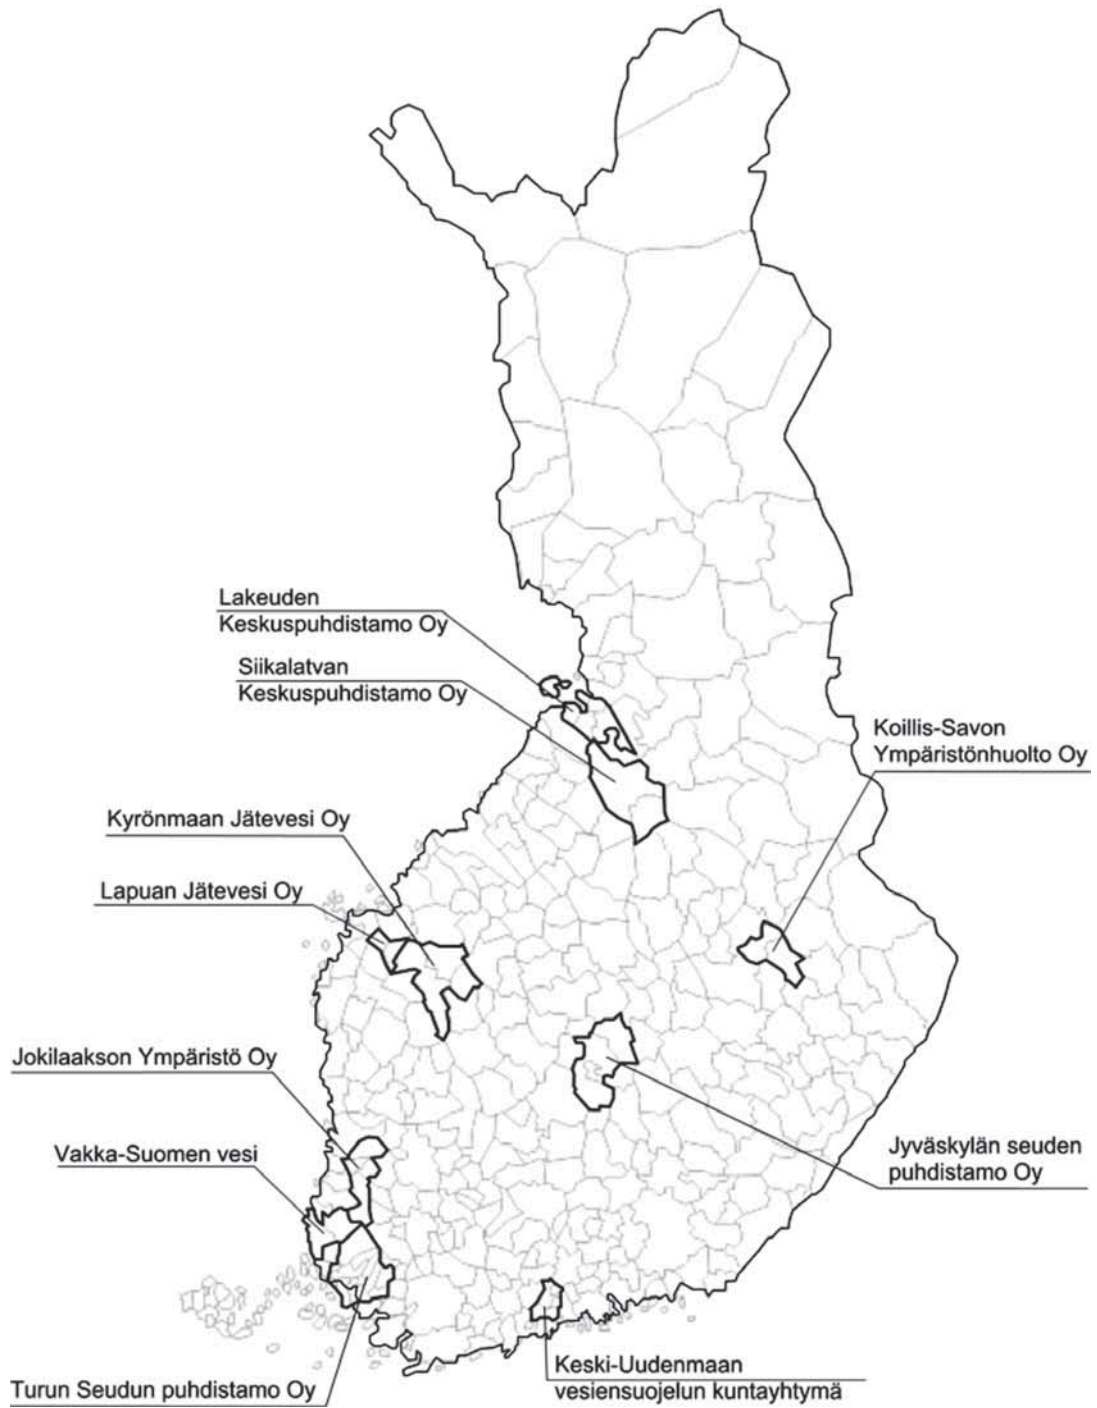 Lakeuden
Keskuspuhdistamo Oy
Siikalatvan
Keskuspuhdistamo Oy
Koillis-Savon
Ympäristönhuolto Oy
Kyrönmaan Jätevesi Oy
Lapuan Jätevesi Oy
Jokilaakson Ympäristö Oy
Vakka-Suomen vesi
Jyväskylän seuden
puhdistamo Oy
Keski-Uudenmaan
vesiensuojelun kuntayhtymä
Turun Seudun puhdistamo Oy